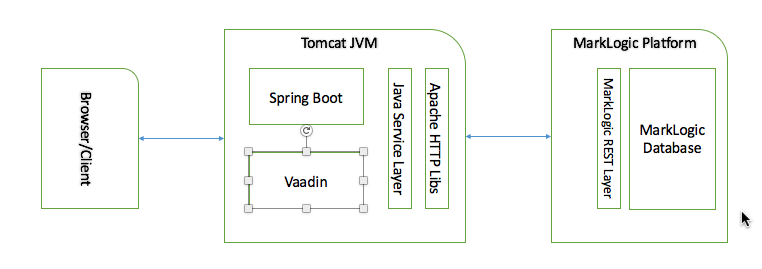 Browser/Client
Tomcat JVM
Spring Boot
Vaadin
Java Service Layer
Apache HTTP Libs
MarkLogic Platform
MarkLogic REST Layer
MarkLogic
Database